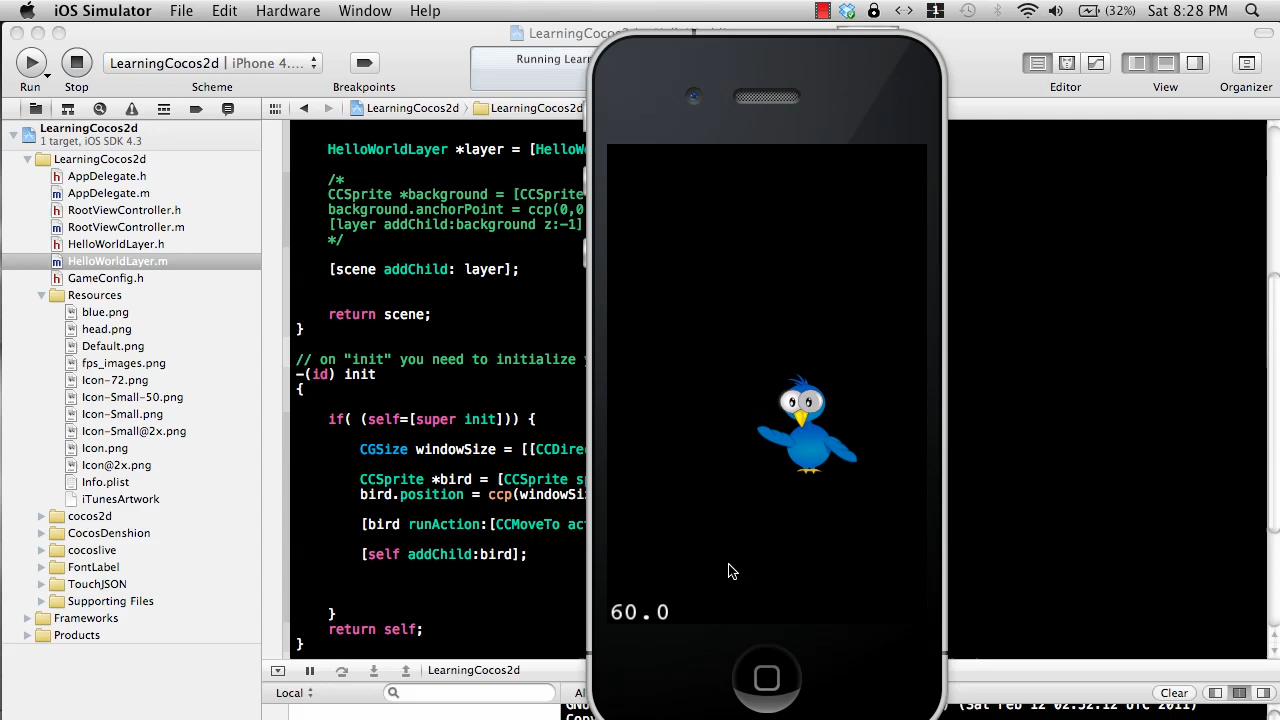 iOS Simulator File Edit Hardware Window Help 1 (32%) Sat 8:28 PM
LearningCocos2d | iPhone 4.... Running Lear
Run Stop Scheme Breakpoints Editor View Organizer
LearningCocos2d LearningCocos2d
LearningCocos2d
1 target, iOS SDK 4.3
LearningCocos2d
AppDelegate.h
AppDelegate.m
RootViewController.h
RootViewController.m
HelloWorldLayer.h
HelloWorldLayer.m
GameConfig.h
Resources
blue.png
head.png
Default.png
fps_images.png
Icon-72.png
Icon-Small-50.png
Icon-Small.png
Icon-Small@2x.png
Icon.png
Icon@2x.png
Info.plist
iTunesArtwork
cocos2d
CocosDenshion
cocoslive
FontLabel
TouchJSON
Supporting Files
Frameworks
Products
HelloWorldLayer *layer = [HelloW
/*
CCSprite *background = [CCSprite
background.anchorPoint = ccp(0,0
[layer addChild:background z:-1]
*/
[scene addChild: layer];
return scene;
}
// on "init" you need to initialize
-(id) init
{
if( (self=[super init])) {
CGSize windowSize = [[CCDire
CCSprite *bird = [CCSprite s
bird.position = ccp(windowSi
[bird runAction:[CCMoveTo ac
[self addChild:bird];
}
return self;
}
60.0
LearningCocos2d
Local Al Clear